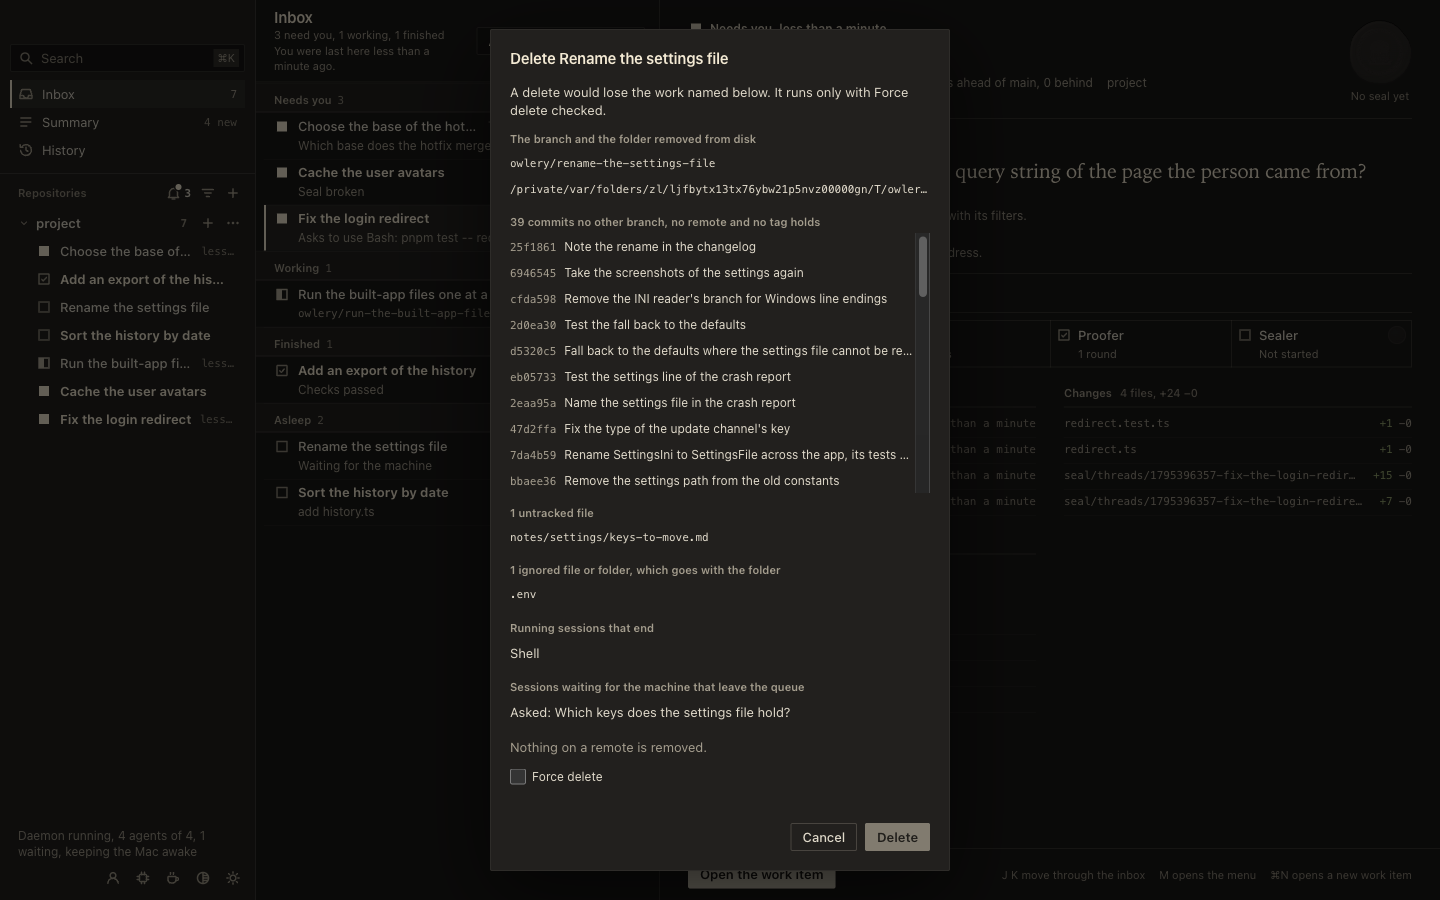 Search
⌘K
Inbox
7
Summary
4 new
History
Repositories
3
project
7
Choose the base of...
less...
Add an export of the his...
Rename the settings file
Sort the history by date
Run the built-app fi...
less...
Cache the user avatars
Fix the login redirect
less...
Daemon running, 4 agents of 4, 1
waiting, keeping the Mac awake
Inbox
3 need you, 1 working, 1 finished
You were last here less than a
minute ago.
Needs you 3
Choose the base of the hot...
Which base does the hotfix merge
Cache the user avatars
Seal broken
Fix the login redirect
Asks to use Bash: pnpm test -- re
Working 1
Run the built-app files one at a
owlery/run-the-built-app-file
Finished 1
Add an export of the history
Checks passed
Asleep 2
Rename the settings file
Waiting for the machine
Sort the history by date
add history.ts
Delete Rename the settings file
A delete would lose the work named below. It runs only with Force
delete checked.
The branch and the folder removed from disk
owlery/rename-the-settings-file
/private/var/folders/zl/ljfbytx13tx76ybw21p5nvz00000gn/T/owler…
39 commits no other branch, no remote and no tag holds
25f1861 Note the rename in the changelog
6946545 Take the screenshots of the settings again
cfda598 Remove the INI reader's branch for Windows line endings
2d0ea30 Test the fall back to the defaults
d5320c5 Fall back to the defaults where the settings file cannot be re...
eb05733 Test the settings line of the crash report
2eaa95a Name the settings file in the crash report
47d2ffa Fix the type of the update channel's key
7da4b59 Rename SettingsIni to SettingsFile across the app, its tests ...
bbaee36 Remove the settings path from the old constants
1 untracked file
notes/settings/keys-to-move.md
1 ignored file or folder, which goes with the folder
.env
Running sessions that end
Shell
Sessions waiting for the machine that leave the queue
Asked: Which keys does the settings file hold?
Nothing on a remote is removed.
Force delete
Cancel
Delete
Needs you, less than a minute
s ahead of main, 0 behind
project
No seal yet
query string of the page the person came from?
with its filters.
dress.
Proofer
1 round
Sealer
Not started
Changes 4 files, +24 −0
than a minute
redirect.test.ts
+1 −0
than a minute
redirect.ts
+1 −0
than a minute
seal/threads/1795396357-fix-the-login-redir…
+15 −0
than a minute
seal/threads/1795396357-fix-the-login-redire…
+7 −0
Open the work item
J K move through the inbox
M opens the menu
⌘N opens a new work item